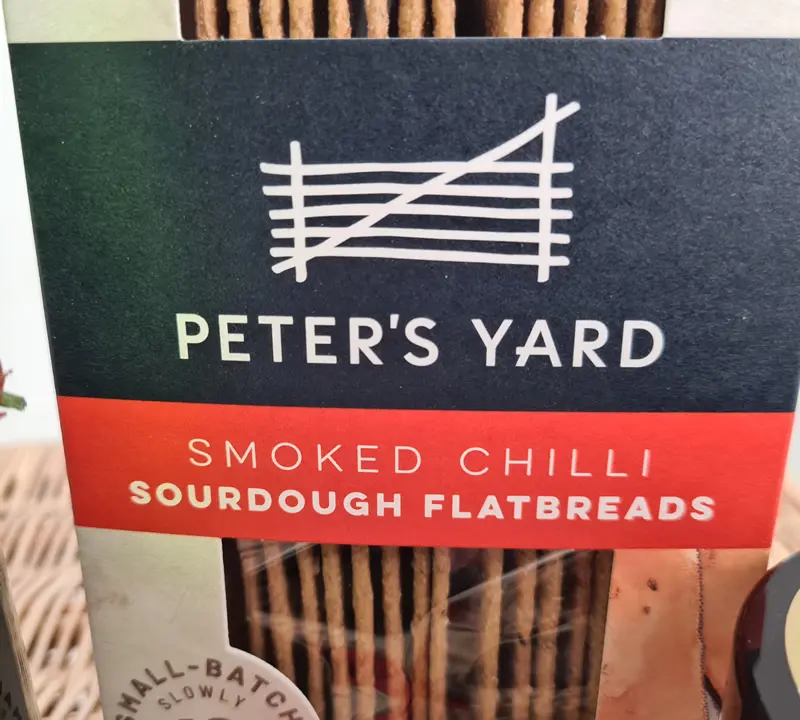 PETER'S YARD
SMOKED CHILLI
SOURDOUGH FLATBREADS
SMALL-BATCH
SLOWLY